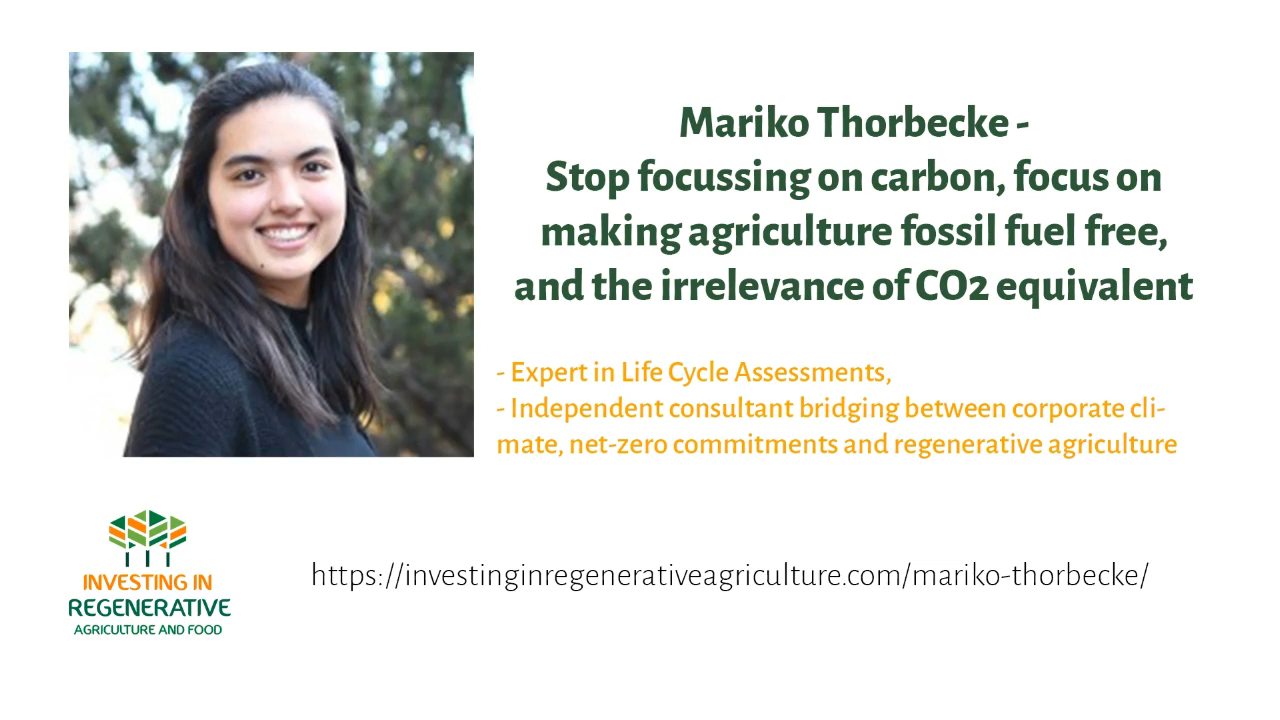 Mariko Thorbecke -
Stop focussing on carbon, focus on
making agriculture fossil fuel free,
and the irrelevance of CO2 equivalent
- Expert in Life Cycle Assessments,
- Independent consultant bridging between corporate cli-
mate, net-zero commitments and regenerative agriculture
INVESTING IN
REGENERATIVE
AGRICULTURE AND FOOD
https://investinginregenerativeagriculture.com/mariko-thorbecke/